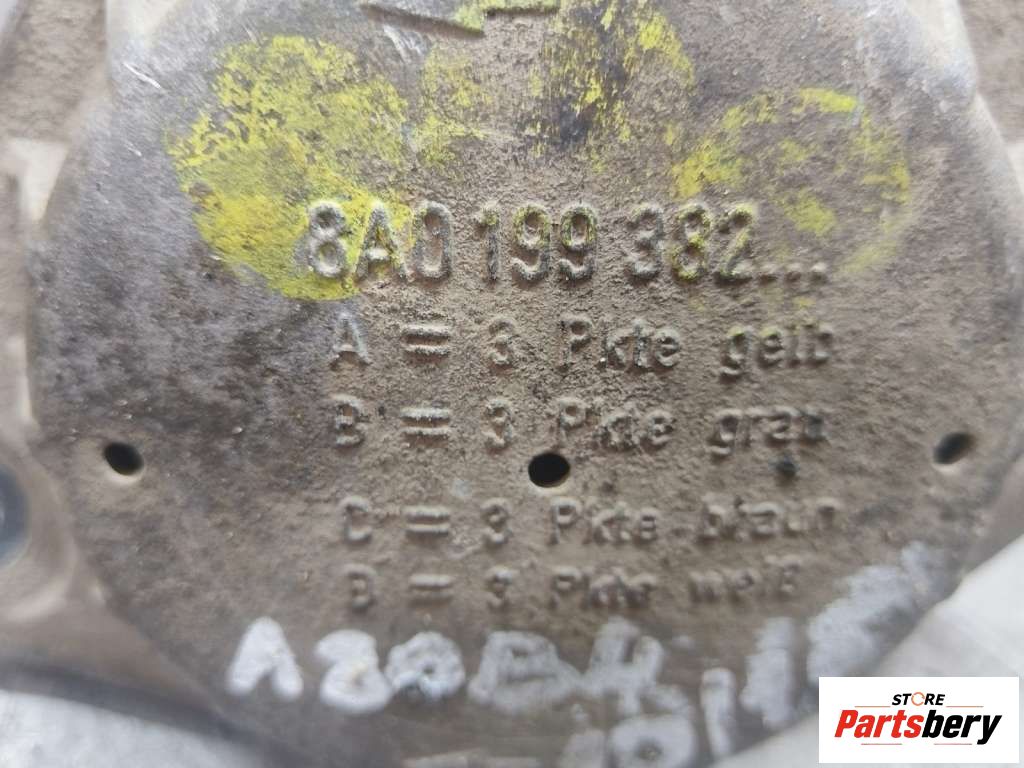 8A0 199 382...
A = 3 Pkte gelb
B = 3 Pkte grau
C = 3 Pkte braun
D = 3 Pkte weiß
STORE
Partsbery